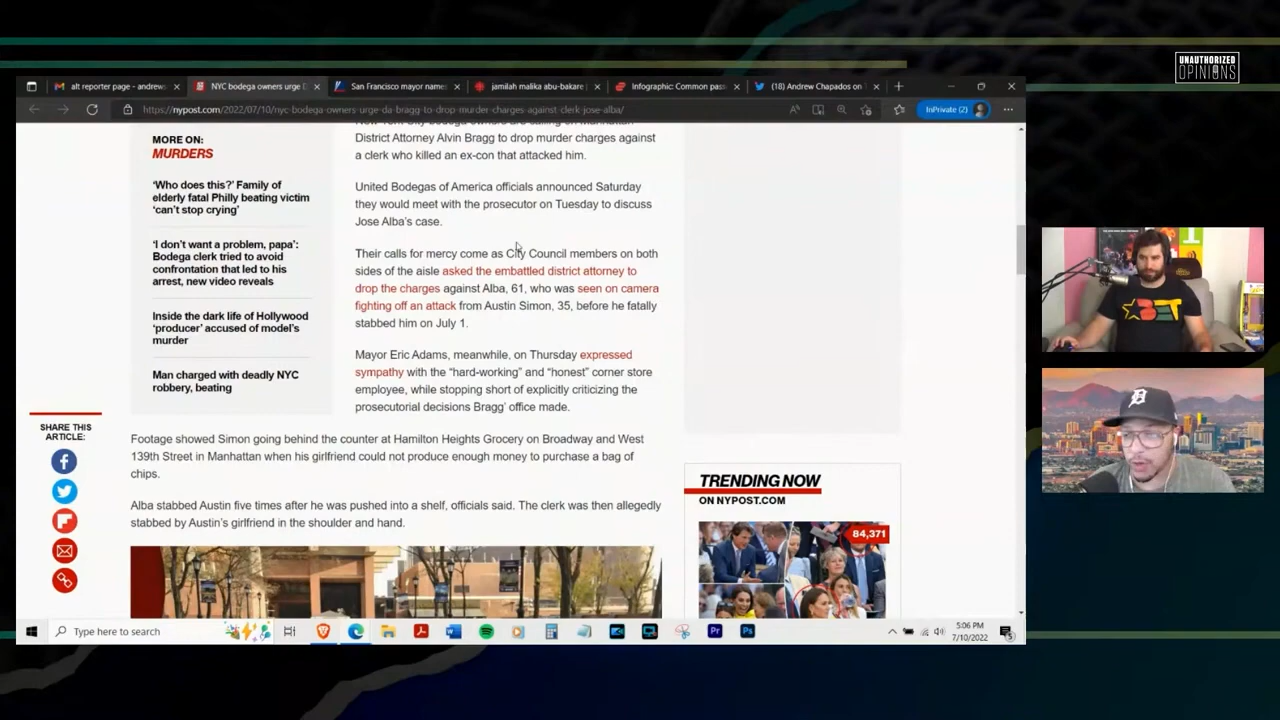 UNAUTHORIZED
OPINIONS
alt reporter page - andrews
NYC bodega owners urge D
San Francisco mayor name
jamilah malika abu-bakare
Infographic: Common pas
(18) Andrew Chapados on
https://nypost.com/2022/07/10/nyc-bodega-owners-urge-da-bragg-to-drop-murder-charges-against-clerk-jose-alba/
InPrivate (2)
MORE ON:
MURDERS
'Who does this?' Family of
elderly fatal Philly beating victim
'can't stop crying'
'I don't want a problem, papa':
Bodega clerk tried to avoid
confrontation that led to his
arrest, new video reveals
Inside the dark life of Hollywood
'producer' accused of model's
murder
Man charged with deadly NYC
robbery, beating
District Attorney Alvin Bragg to drop murder charges against
a clerk who killed an ex-con that attacked him.
United Bodegas of America officials announced Saturday
they would meet with the prosecutor on Tuesday to discuss
Jose Alba's case.
Their calls for mercy come as City Council members on both
sides of the aisle asked the embattled district attorney to
drop the charges against Alba, 61, who was seen on camera
fighting off an attack from Austin Simon, 35, before he fatally
stabbed him on July 1.
Mayor Eric Adams, meanwhile, on Thursday expressed
sympathy with the "hard-working" and "honest" corner store
employee, while stopping short of explicitly criticizing the
prosecutorial decisions Bragg' office made.
SHARE THIS
ARTICLE:
Footage showed Simon going behind the counter at Hamilton Heights Grocery on Broadway and West
139th Street in Manhattan when his girlfriend could not produce enough money to purchase a bag of
chips.
Alba stabbed Austin five times after he was pushed into a shelf, officials said. The clerk was then allegedly
stabbed by Austin's girlfriend in the shoulder and hand.
TRENDING NOW
ON NYPOST.COM
84,371
BET
D
Type here to search
Pr
Ps
5:06 PM
7/10/2022